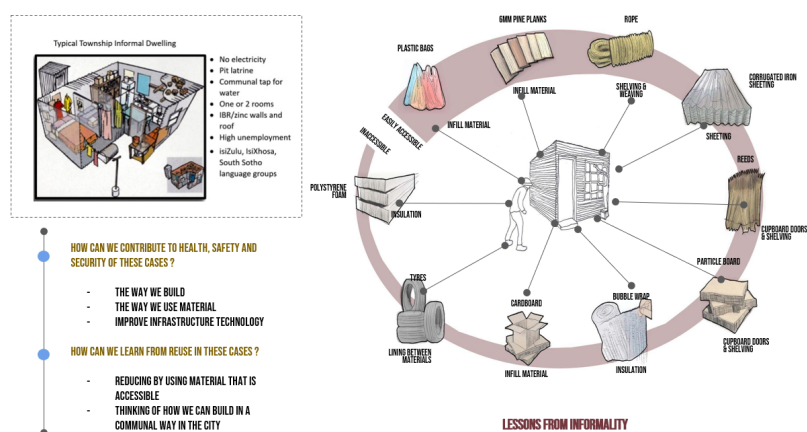 Typical Township Informal Dwelling
• No electricity
• Pit latrine
• Communal tap for
water
• One or 2 rooms
• IBR/zinc walls and
roof
• High unemployment
• isiZulu, IsiXhosa,
South Sotho
language groups
HOW CAN WE CONTRIBUTE TO HEALTH, SAFETY AND
SECURITY OF THESE CASES ?
- THE WAY WE BUILD
- THE WAY WE USE MATERIAL
- IMPROVE INFRASTRUCTURE TECHNOLOGY
HOW CAN WE LEARN FROM REUSE IN THESE CASES ?
- REDUCING BY USING MATERIAL THAT IS
ACCESSIBLE
- THINKING OF HOW WE CAN BUILD IN A
COMMUNAL WAY IN THE CITY
PLASTIC BAGS
INFILL MATERIAL
6MM PINE PLANKS
INFILL MATERIAL
ROPE
SHELVING &
WEAVING
CORRUGATED IRON
SHEETING
SHEETING
REEDS
CUPBOARD DOORS
& SHELVING
PARTICLE BOARD
CUPBOARD DOORS
& SHELVING
BUBBLE WRAP
INSULATION
CARDBOARD
INFILL MATERIAL
TYRES
LINING BETWEEN
MATERIALS
POLYSTYRENE
FOAM
INSULATION
EASILY ACCESSIBLE
INACCESSIBLE
LESSONS FROM INFORMALITY